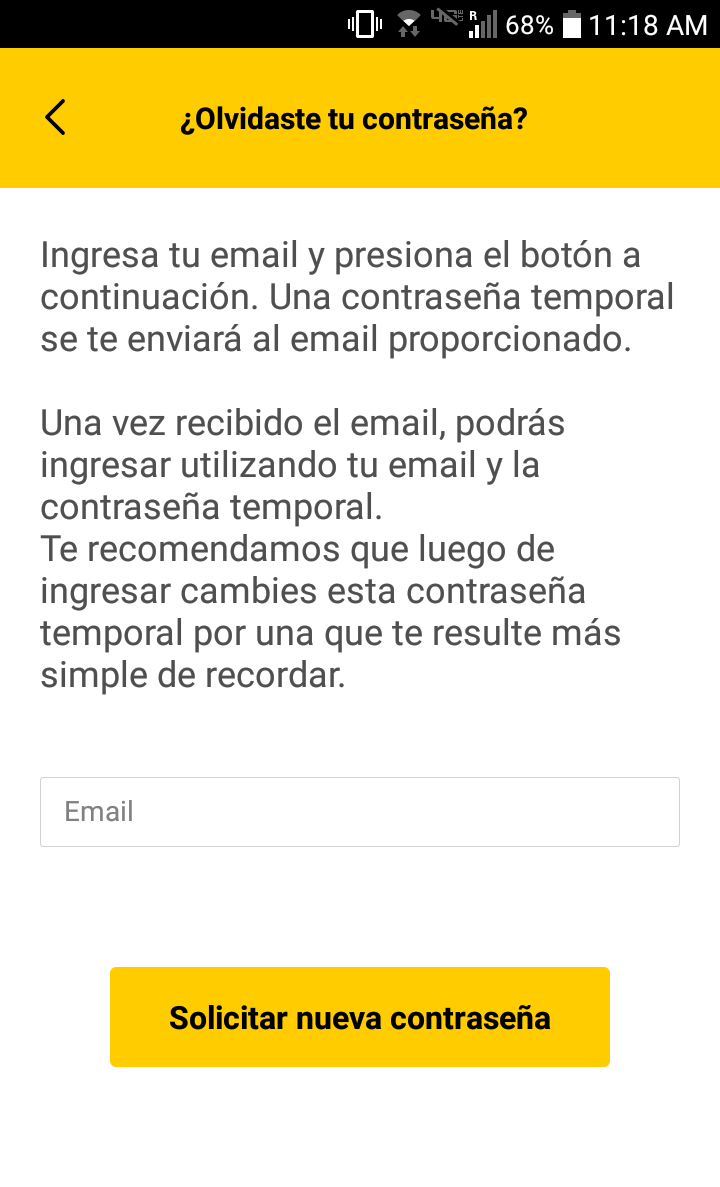 R 68% 11:18 AM
¿Olvidaste tu contraseña?
Ingresa tu email y presiona el botón a
continuación. Una contraseña temporal
se te enviará al email proporcionado.
Una vez recibido el email, podrás
ingresar utilizando tu email y la
contraseña temporal.
Te recomendamos que luego de
ingresar cambies esta contraseña
temporal por una que te resulte más
simple de recordar.
Email
Solicitar nueva contraseña